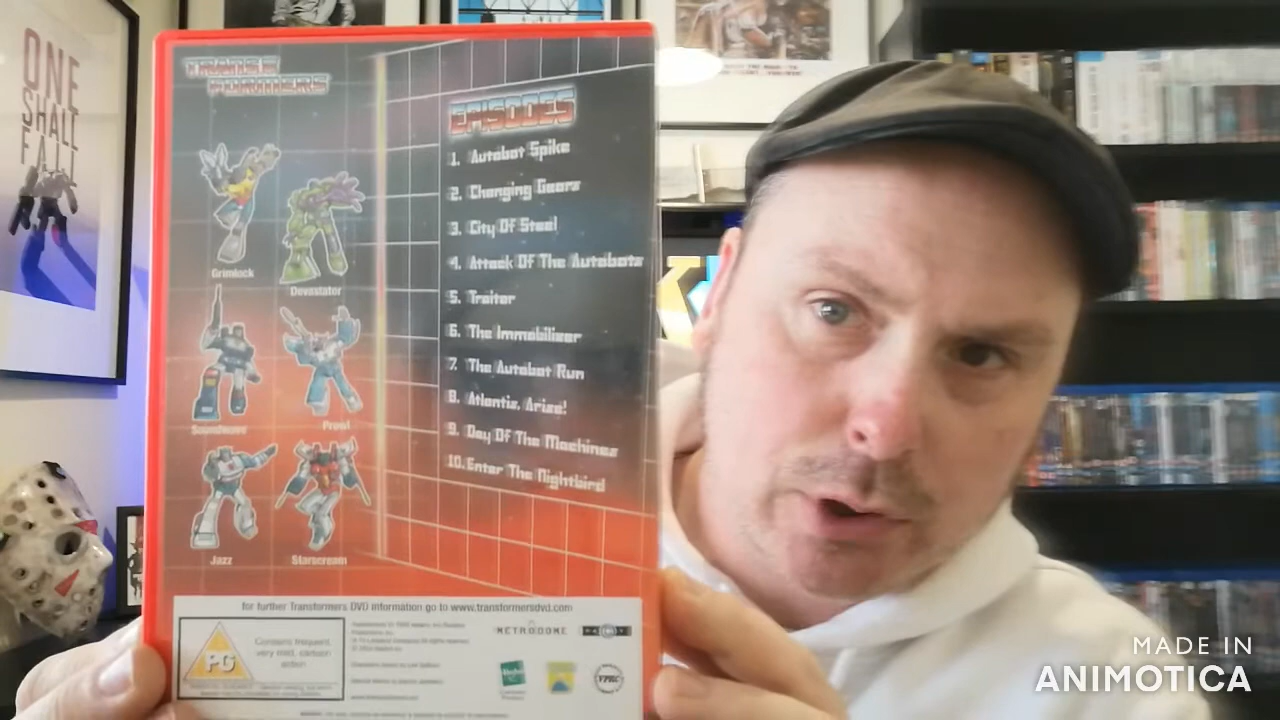 ONE
SHALL
FALL
TRANSFORMERS
EPISODES
1. Autobot Spike
2. Changing Gears
3. City Of Steel
4. Attack Of The Autobots
5. Traitor
6. The Immobilizer
7. The Autobot Run
8. Atlantis, Arise!
9. Day Of The Machines
10. Enter The Nightbird
Grimlock
Devastator
Soundwave
Prowl
Jazz
Starscream
for further Transformers DVD information go to www.transformersdvd.com
PG
Contains frequent,
very mild, cartoon
action
METRODOME
Hasbro
VPRC
MADE IN
ANIMOTICA